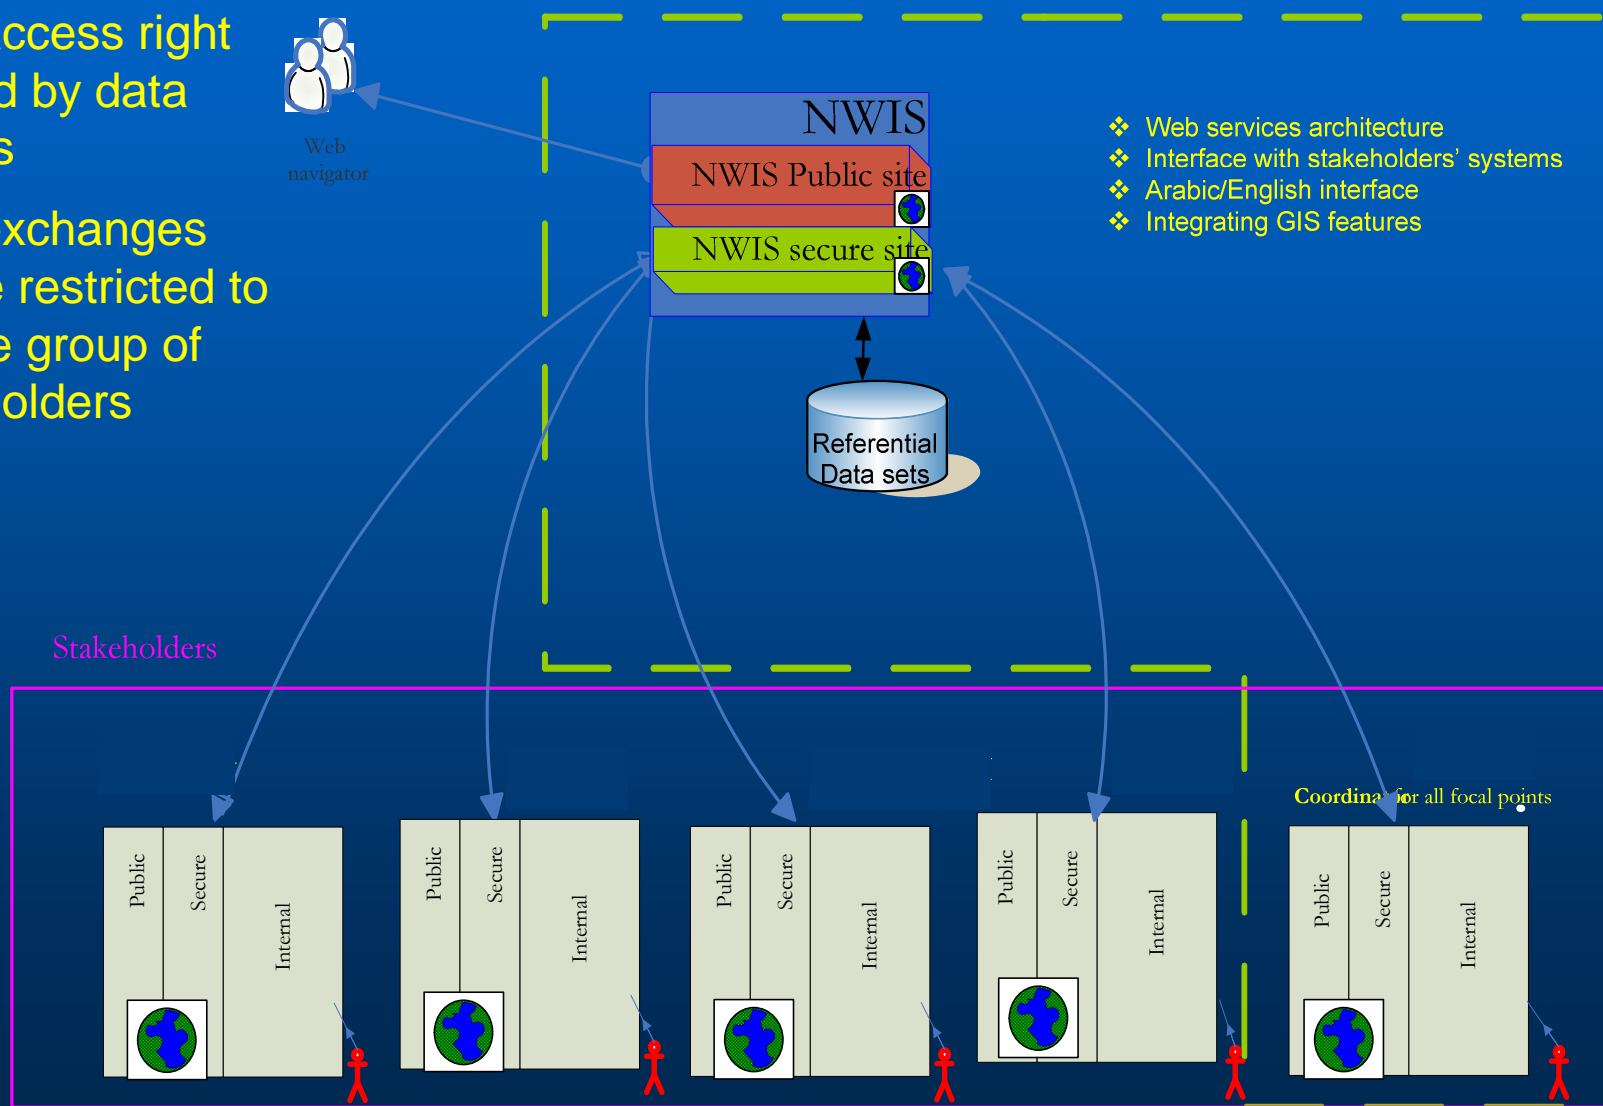 ccess right
d by data
s
xchanges
e restricted to
e group of
olders
Web
navigator
NWIS
NWIS Public site
NWIS secure site
Referential
Data sets
❖ Web services architecture
❖ Interface with stakeholders' systems
❖ Arabic/English interface
❖ Integrating GIS features
Stakeholders
for all focal points
Public
Secure
Internal
Public
Secure
Internal
Public
Secure
Internal
Public
Secure
Internal
Public
Secure
Internal